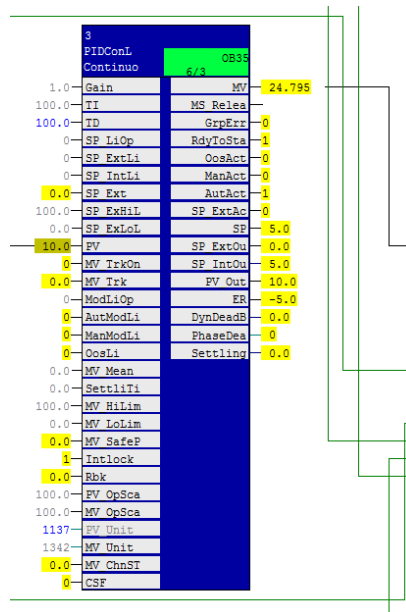 3
PIDConL
Continuo
OB35
6/3
1.0 Gain MV 24.795
100.0 TI MS Relea
100.0 TD GrpErr 0
0 SP LiOp RdyToSta 1
0 SP ExtLi OosAct 0
0 SP IntLi ManAct 0
0.0 SP Ext AutAct 1
100.0 SP ExHiL SP ExtAc 0
0.0 SP ExLoL SP 5.0
10.0 PV SP ExtOu 0.0
0 MV TrkOn SP IntOu 5.0
0.0 MV Trk PV Out 10.0
0 ModLiOp ER -5.0
0 AutModLi DynDeadB 0.0
0 ManModLi PhaseDea 0
0 OosLi Settling 0.0
0.0 MV Mean
0.0 SettliTi
100.0 MV HiLim
0.0 MV LoLim
0.0 MV SafeP
1 Intlock
0.0 Rbk
100.0 PV OpSca
100.0 MV OpSca
1137 PV Unit
1342 MV Unit
0.0 MV ChnST
0 CSF